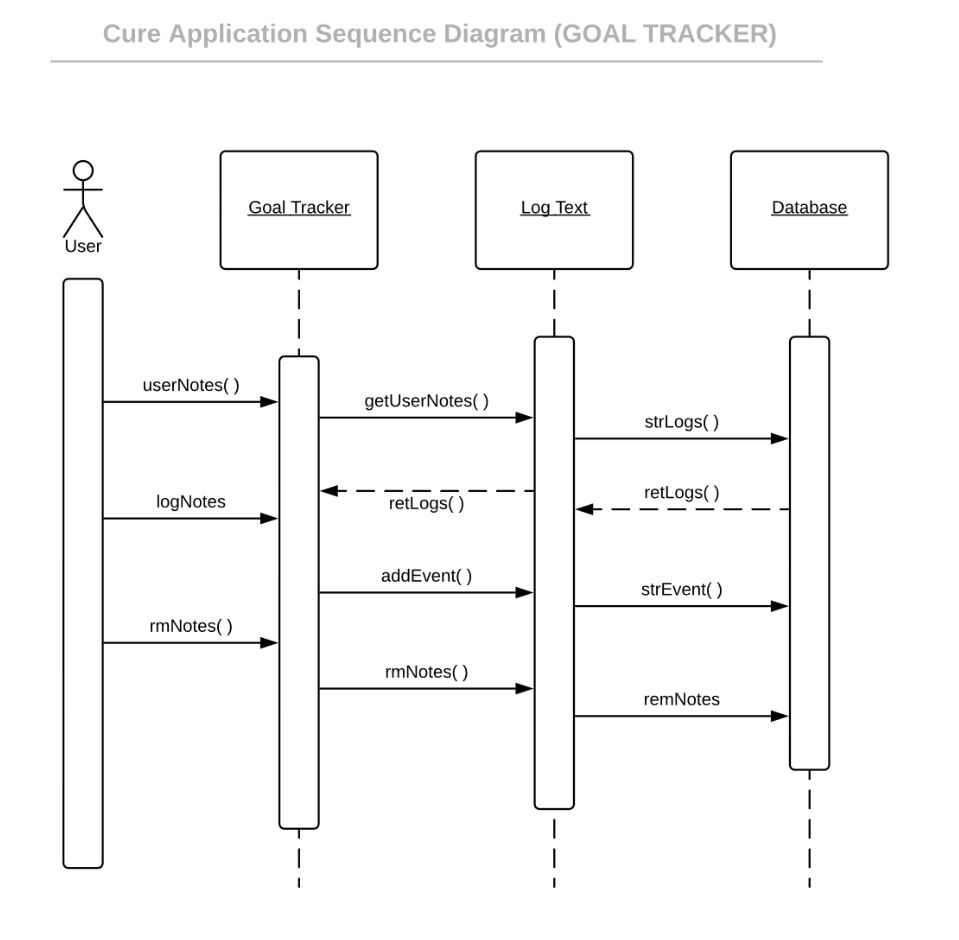 Cure Application Sequence Diagram (GOAL TRACKER)
User
Goal Tracker
Log Text
Database
userNotes( )
getUserNotes( )
strLogs( )
retLogs( )
retLogs( )
logNotes
addEvent( )
strEvent( )
rmNotes( )
rmNotes( )
remNotes